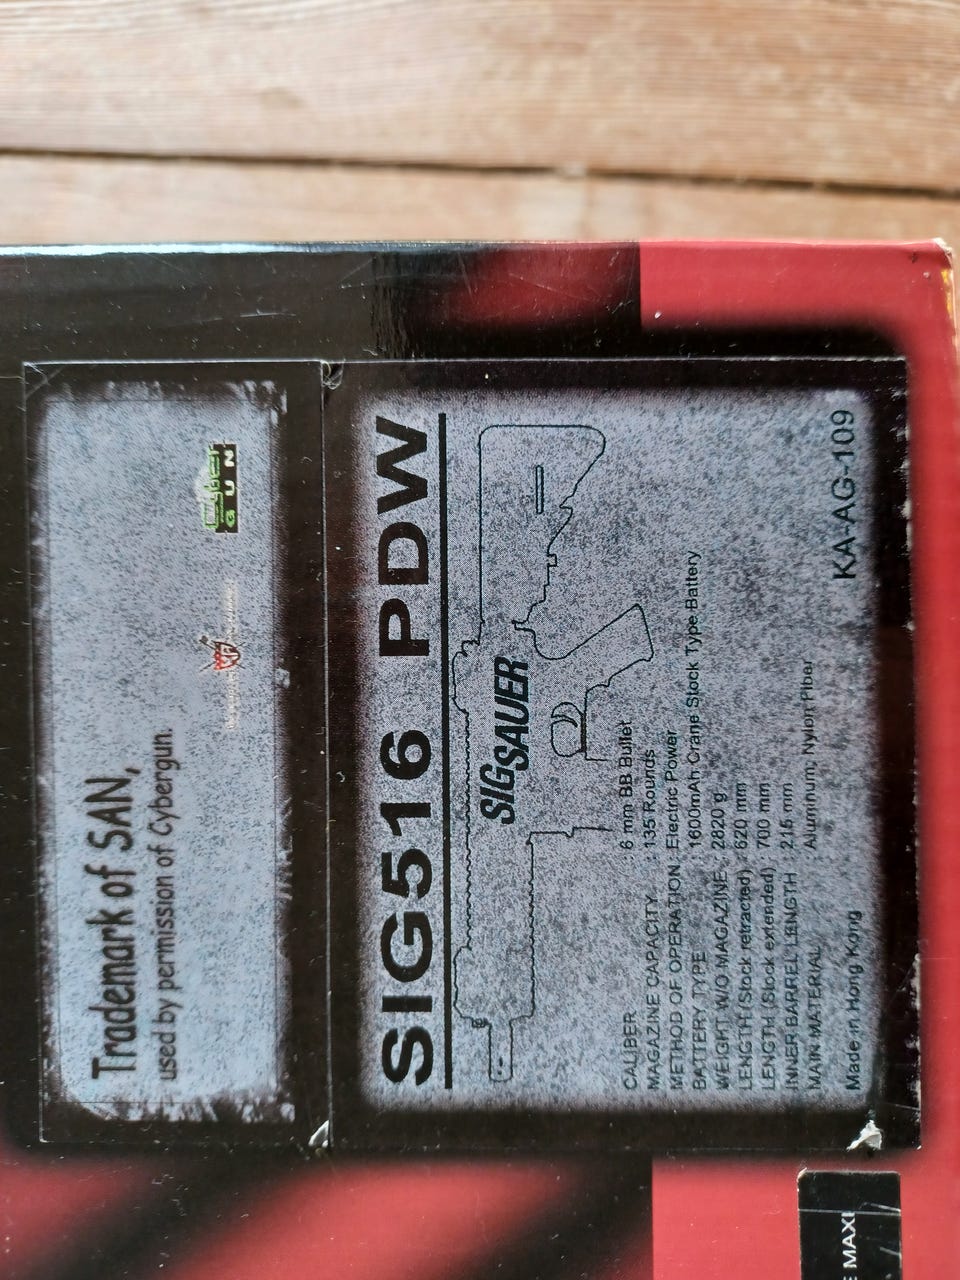 Trademark of SAN,
used by permission of Cybergun.
cyber
GUN
SIG516 PDW
SIGSAUER
CALIBER : 6 mm BB Bullet
MAGAZINE CAPACITY : 135 Rounds
METHOD OF OPERATION : Electric Power
BATTERY TYPE : 1600mAh Crane Stock Type Battery
WEIGHT W/O MAGAZINE : 2820 g
LENGTH (Stock retracted) : 620 mm
LENGTH (Stock extended) : 700 mm
INNER BARREL LENGTH : 215 mm
MAIN MATERIAL : Aluminum, Nylon Fiber
Made in Hong Kong
KA-AG-109
MAXI